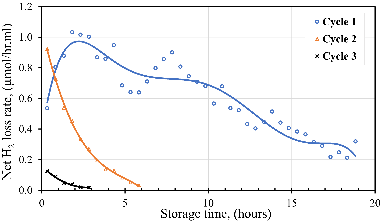 Net H₂ loss rate, (µmol/hr.ml)
1.2
1.0
0.8
0.6
0.4
0.2
0.0
0 5 10 15 20
Storage time, (hours)
Cycle 1
Cycle 2
Cycle 3